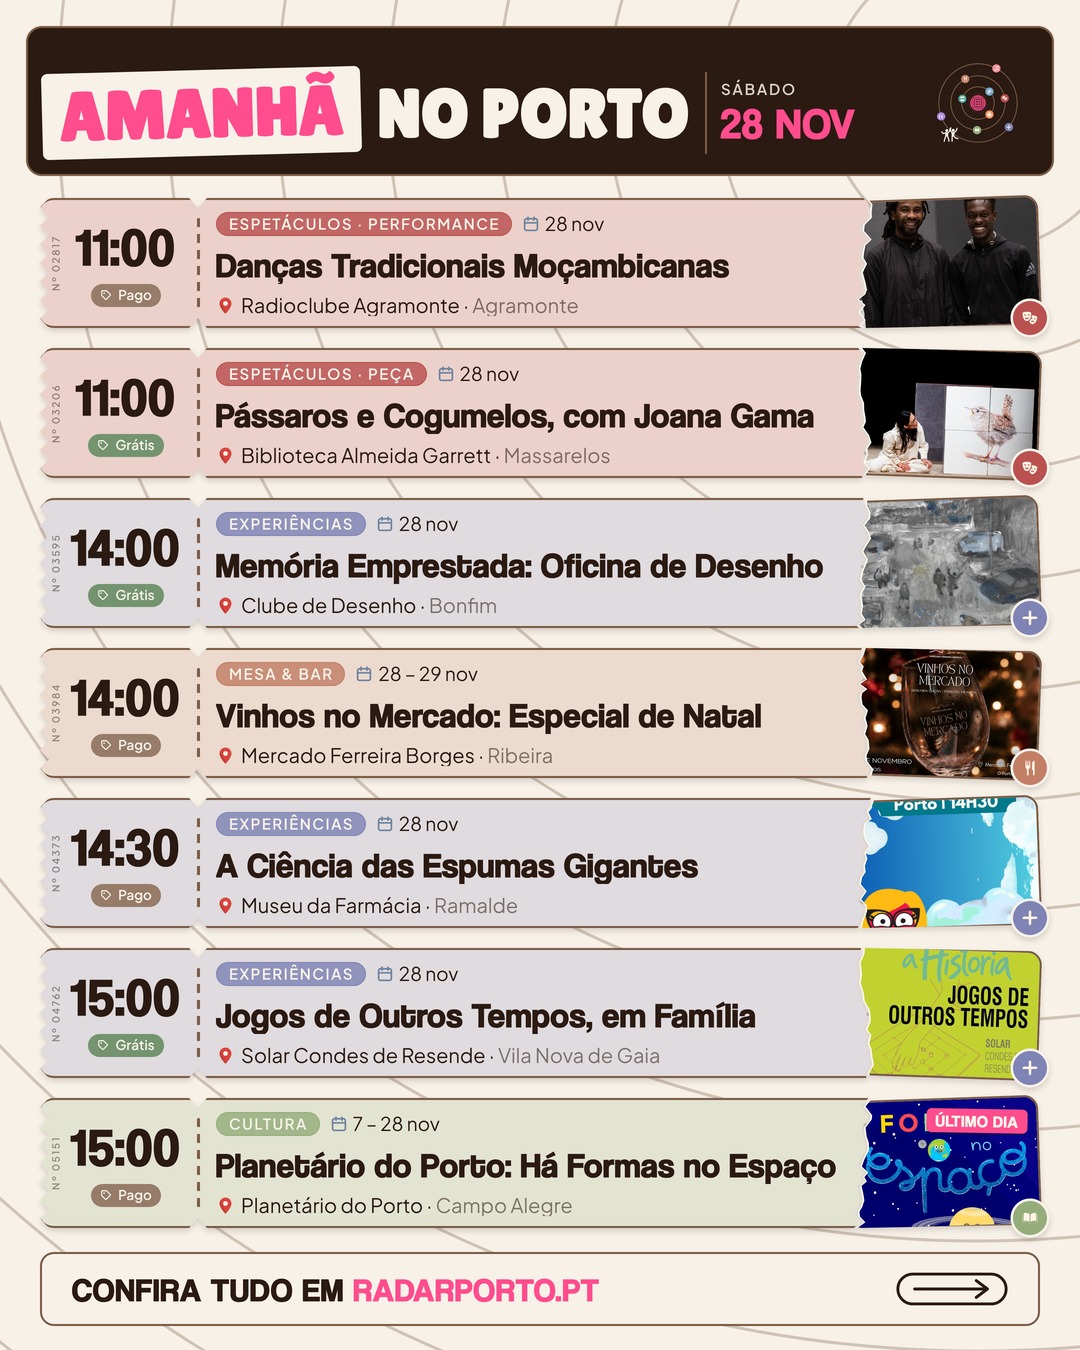 AMANHÃ NO PORTO
SÁBADO
28 NOV
Nº 02817
11:00
Pago
ESPETÁCULOS · PERFORMANCE
28 nov
Danças Tradicionais Moçambicanas
Radioclube Agramonte · Agramonte
Nº 03206
11:00
Grátis
ESPETÁCULOS · PEÇA
28 nov
Pássaros e Cogumelos, com Joana Gama
Biblioteca Almeida Garrett · Massarelos
Nº 03595
14:00
Grátis
EXPERIÊNCIAS
28 nov
Memória Emprestada: Oficina de Desenho
Clube de Desenho · Bonfim
Nº 03984
14:00
Pago
MESA & BAR
28 – 29 nov
Vinhos no Mercado: Especial de Natal
Mercado Ferreira Borges · Ribeira
VINHOS NO
MERCADO
VINHOS NO
MERCADO
E NOVEMBRO
Nº 04373
14:30
Pago
EXPERIÊNCIAS
28 nov
A Ciência das Espumas Gigantes
Museu da Farmácia · Ramalde
Porto | 14H30
Nº 04762
15:00
Grátis
EXPERIÊNCIAS
28 nov
Jogos de Outros Tempos, em Família
Solar Condes de Resende · Vila Nova de Gaia
a História
JOGOS DE
OUTROS TEMPOS
SOLAR
CONDES
RESEND
Nº 05151
15:00
Pago
CULTURA
7 – 28 nov
Planetário do Porto: Há Formas no Espaço
Planetário do Porto · Campo Alegre
FO
ÚLTIMO DIA
no
espaço
CONFIRA TUDO EM RADARPORTO.PT